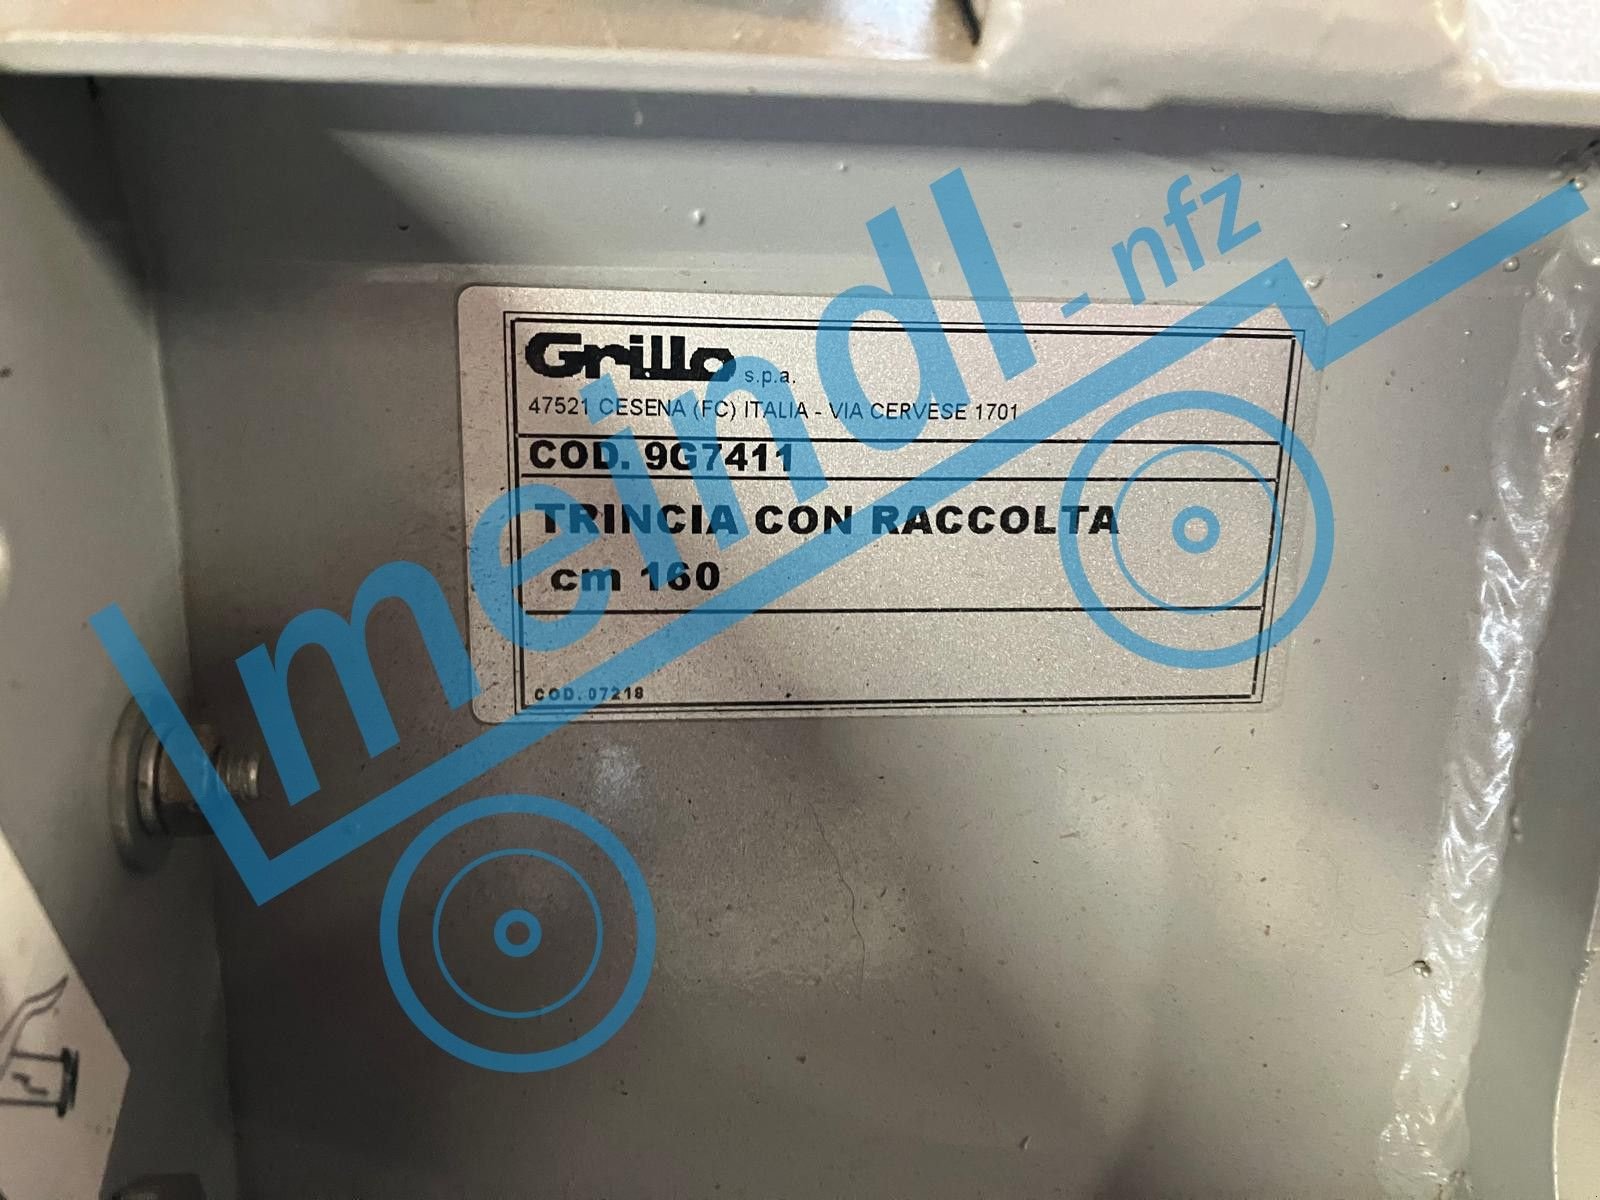 Grillo s.p.a.
47521 CESENA (FC) ITALIA - VIA CERVESE 1701
COD. 9G7411
TRINCIA CON RACCOLTA
cm 160
COD. 07218
meindl-nfz